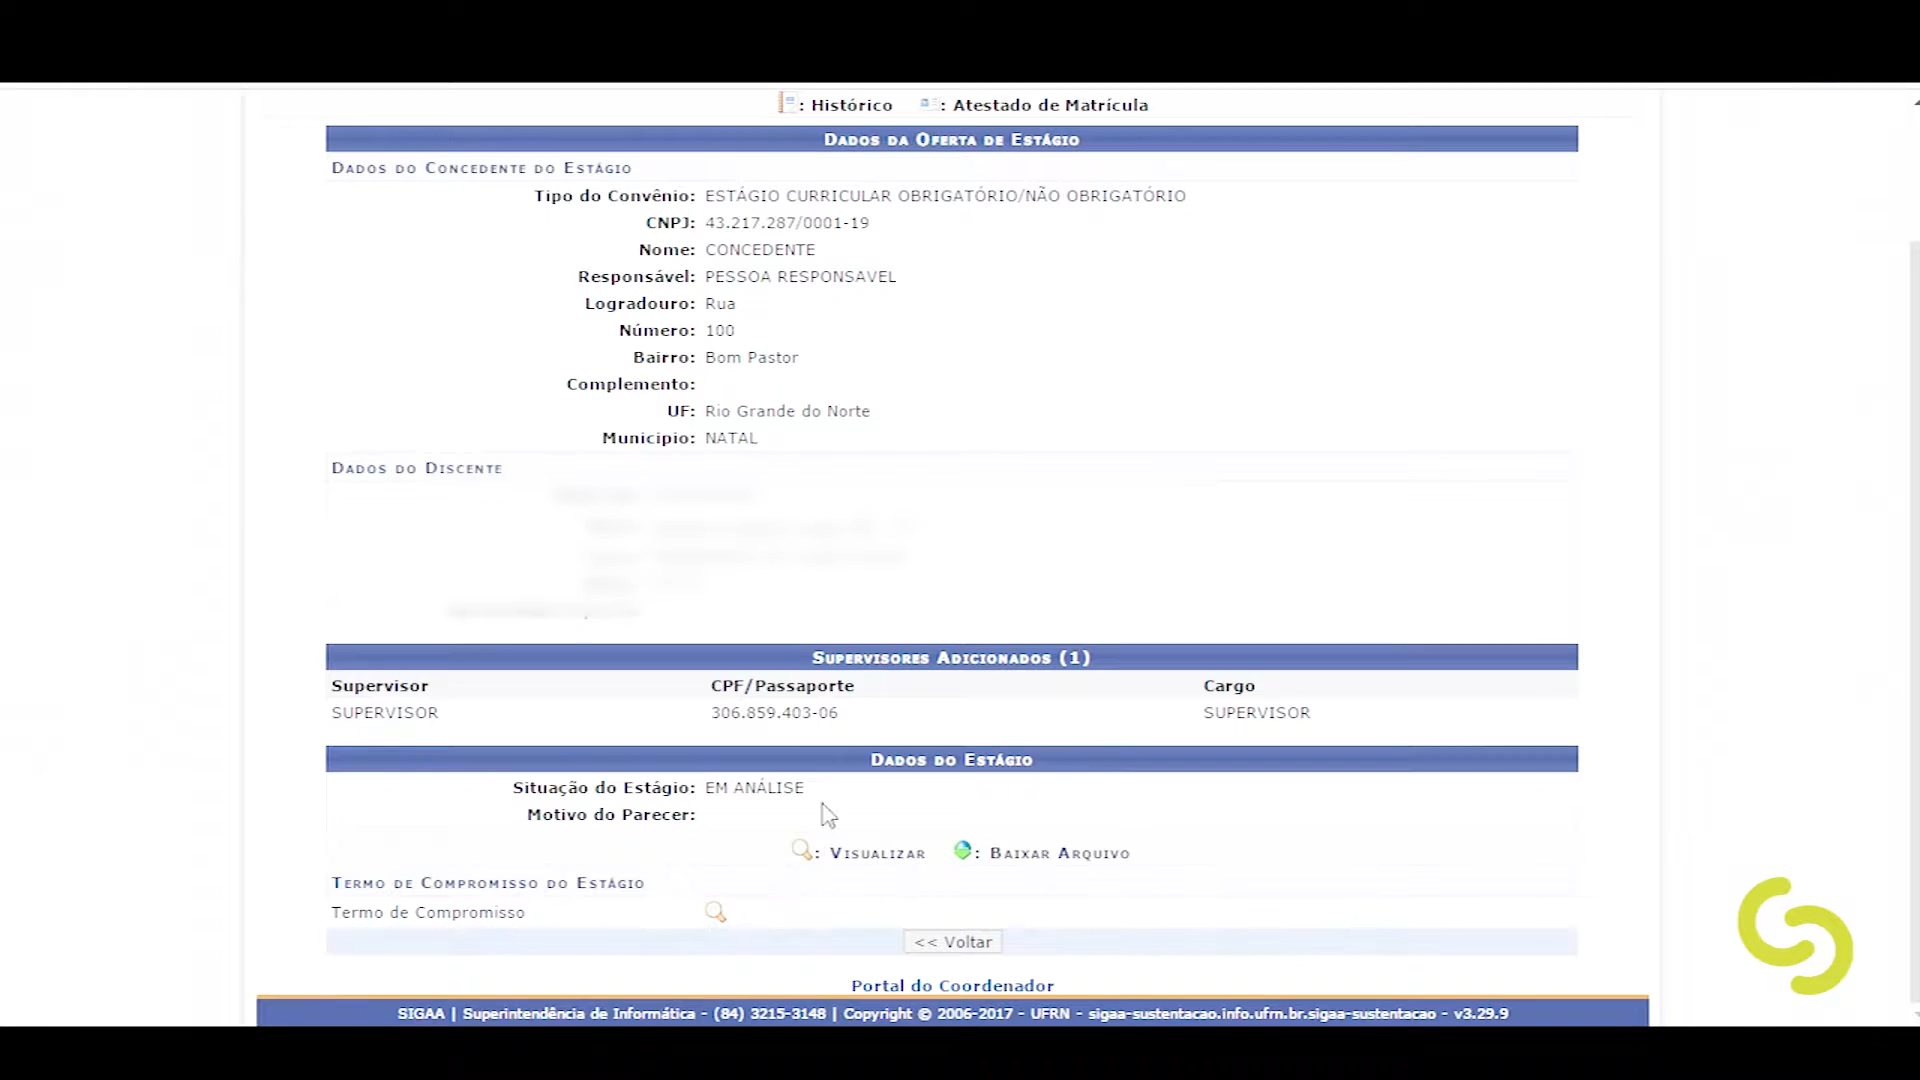 : Histórico : Atestado de Matrícula
Dados da Oferta de Estágio
Dados do Concedente do Estágio
Tipo do Convênio: ESTÁGIO CURRICULAR OBRIGATÓRIO/NÃO OBRIGATÓRIO
CNPJ: 43.217.287/0001-19
Nome: CONCEDENTE
Responsável: PESSOA RESPONSAVEL
Logradouro: Rua
Número: 100
Bairro: Bom Pastor
Complemento:
UF: Rio Grande do Norte
Municipio: NATAL
Dados do Discente
Supervisores Adicionados (1)
Supervisor CPF/Passaporte Cargo
SUPERVISOR 306.859.403-06 SUPERVISOR
Dados do Estágio
Situação do Estágio: EM ANÁLISE
Motivo do Parecer:
: Visualizar : Baixar Arquivo
Termo de Compromisso do Estágio
Termo de Compromisso
<< Voltar
Portal do Coordenador
SIGAA | Superintendência de Informática - (84) 3215-3148 | Copyright © 2006-2017 - UFRN - sigaa-sustentacao.info.ufrn.br.sigaa-sustentacao - v3.29.9